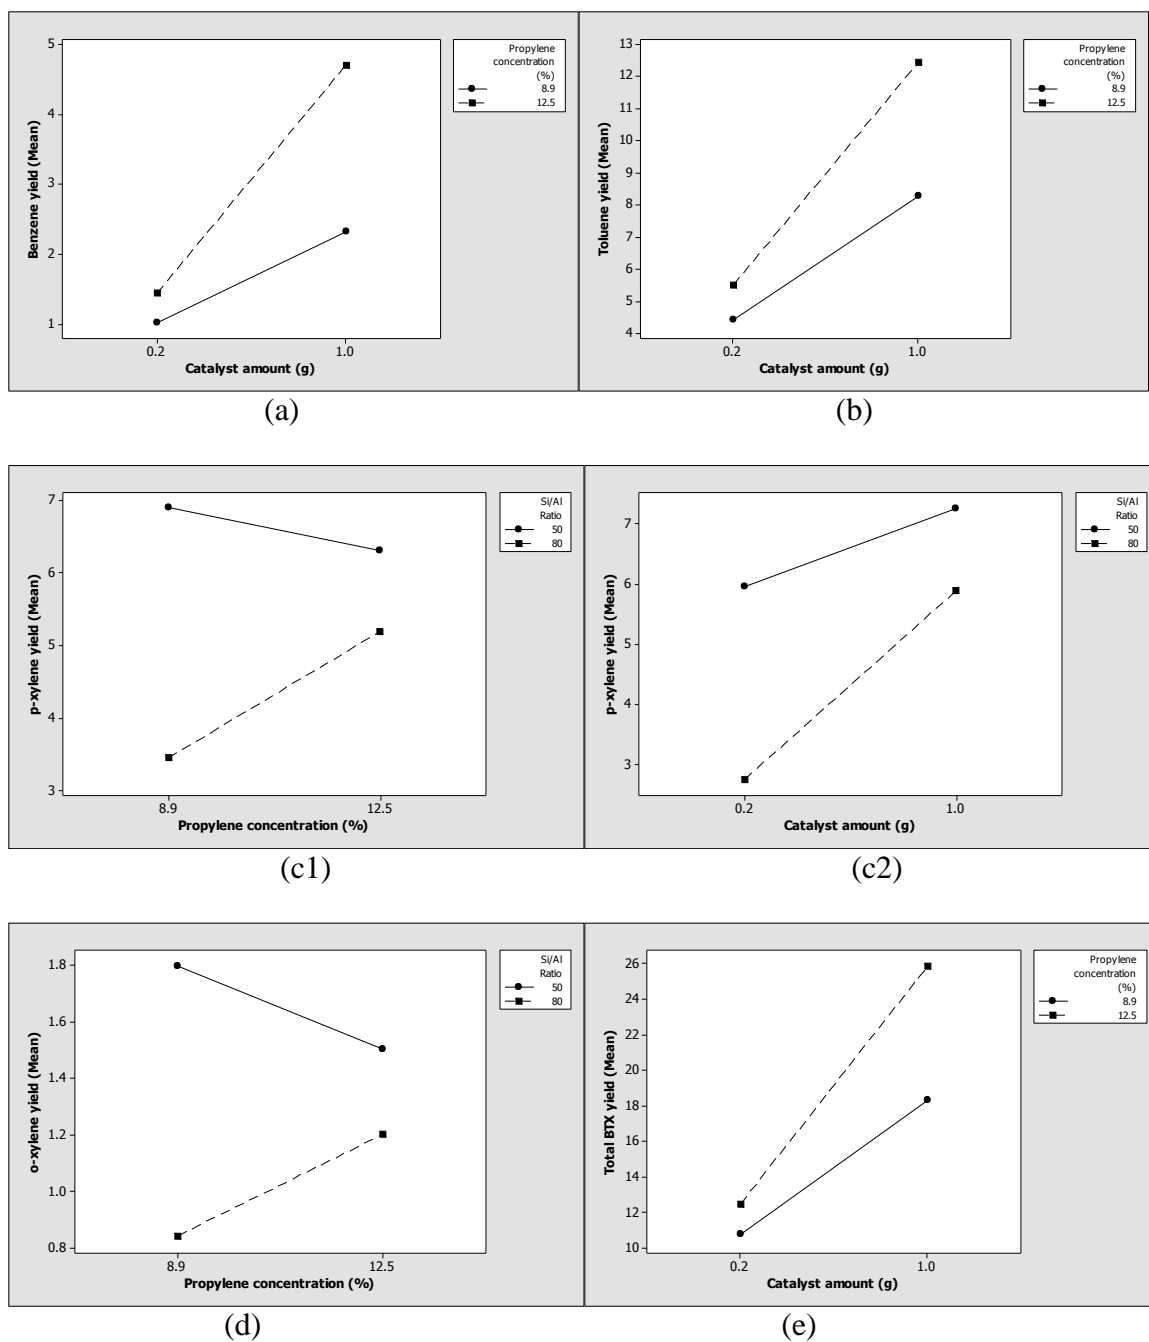 Benzene yield (Mean)
5
4
3
2
1
0.2 1.0
Catalyst amount (g)
Propylene
concentration
(%)
8.9
12.5
(a)
Toluene yield (Mean)
13
12
11
10
9
8
7
6
5
4
0.2 1.0
Catalyst amount (g)
Propylene
concentration
(%)
8.9
12.5
(b)
p-xylene yield (Mean)
7
6
5
4
3
8.9 12.5
Propylene concentration (%)
Si/Al
Ratio
50
80
(c1)
p-xylene yield (Mean)
7
6
5
4
3
0.2 1.0
Catalyst amount (g)
Si/Al
Ratio
50
80
(c2)
o-xylene yield (Mean)
1.8
1.6
1.4
1.2
1.0
0.8
8.9 12.5
Propylene concentration (%)
Si/Al
Ratio
50
80
(d)
Total BTX yield (Mean)
26
24
22
20
18
16
14
12
10
0.2 1.0
Catalyst amount (g)
Propylene
concentration
(%)
8.9
12.5
(e)